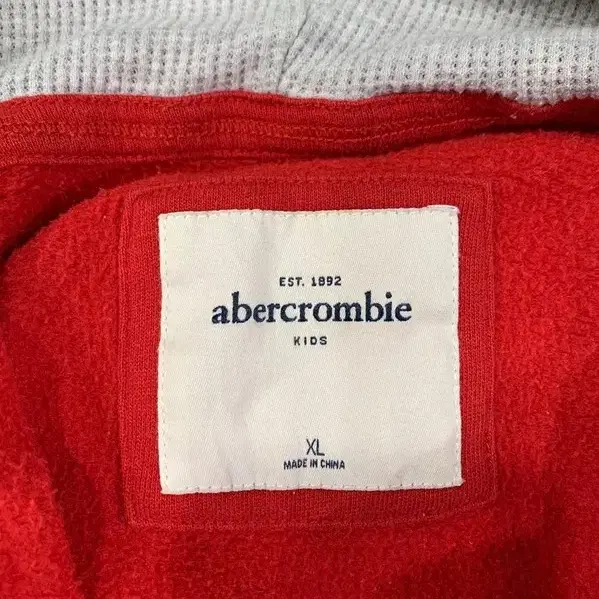 EST. 1892
abercrombie
KIDS
XL
MADE IN CHINA